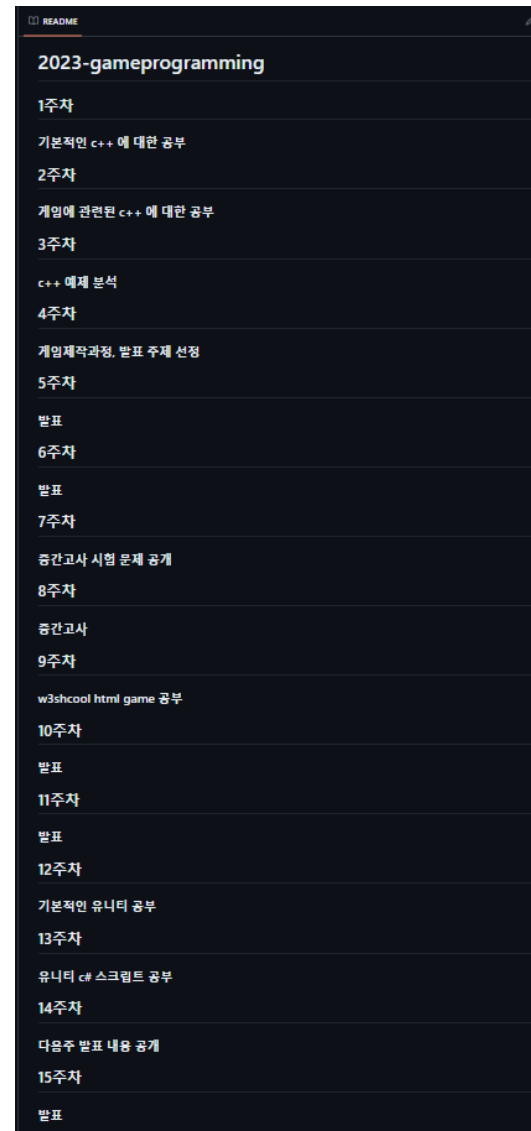 README
2023-gameprogramming
1주차
기본적인 c++ 에 대한 공부
2주차
게임에 관련된 c++ 에 대한 공부
3주차
c++ 예제 분석
4주차
게임제작과정, 발표 주제 선정
5주차
발표
6주차
발표
7주차
중간고사 시험 문제 공개
8주차
중간고사
9주차
w3shcool html game 공부
10주차
발표
11주차
발표
12주차
기본적인 유니티 공부
13주차
유니티 c# 스크립트 공부
14주차
다음주 발표 내용 공개
15주차
발표